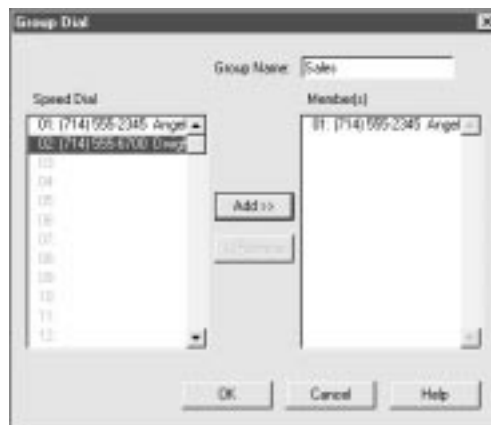 Group Dial
Group Name: Sales
Speed Dial
Member(s)
01: (714) 555-2345 Angel
02: (714) 555-6700
03:
04:
05:
06:
07:
08:
09:
10:
11:
12:
01: (714) 555-2345 Angel
Add >>
<< Remove
OK
Cancel
Help